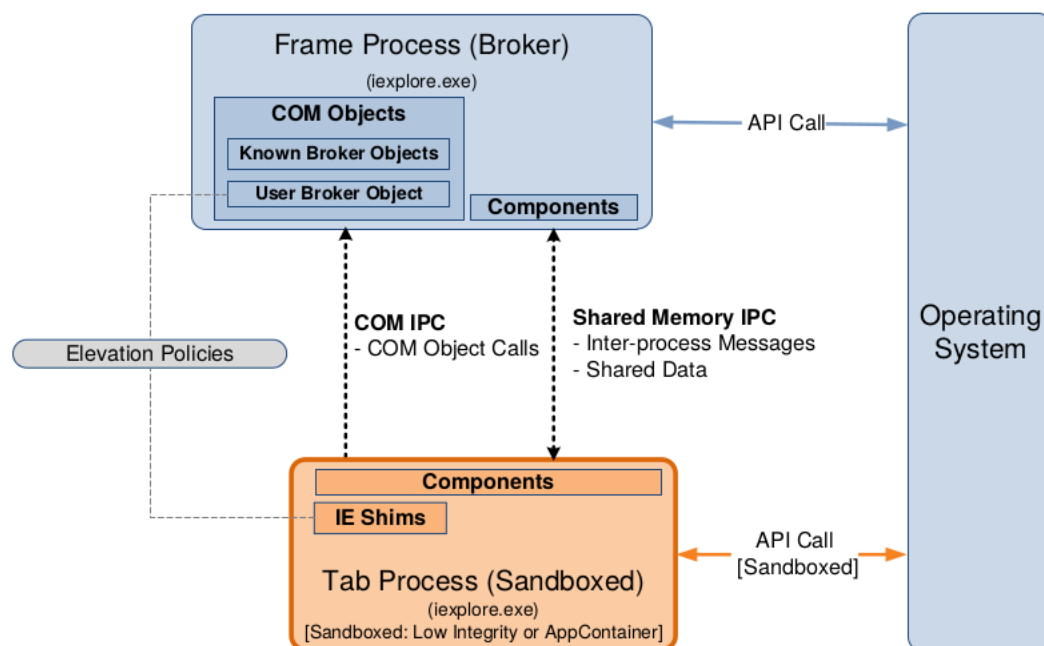 Frame Process (Broker)
(iexplore.exe)
COM Objects
Known Broker Objects
User Broker Object
Components
API Call
Operating
System
COM IPC
- COM Object Calls
Shared Memory IPC
- Inter-process Messages
- Shared Data
Elevation Policies
Components
IE Shims
Tab Process (Sandboxed)
(iexplore.exe)
[Sandboxed: Low Integrity or AppContainer]
API Call
[Sandboxed]